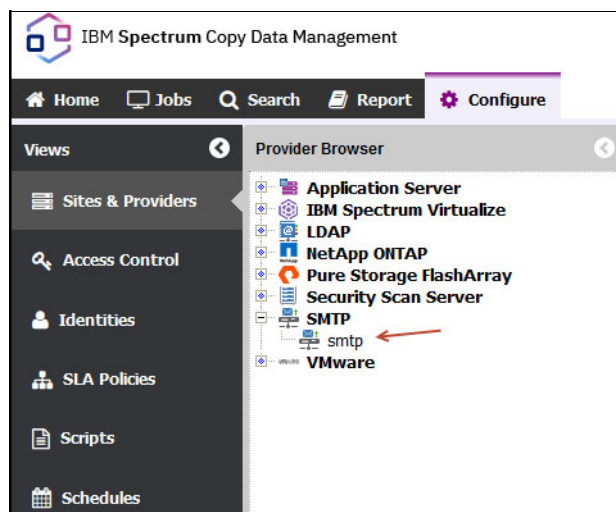 IBM Spectrum Copy Data Management
Home Jobs Search Report Configure
Views
Sites & Providers
Access Control
Identities
SLA Policies
Scripts
Schedules
Provider Browser
Application Server
IBM Spectrum Virtualize
LDAP
NetApp ONTAP
Pure Storage FlashArray
Security Scan Server
SMTP
smtp
VMware